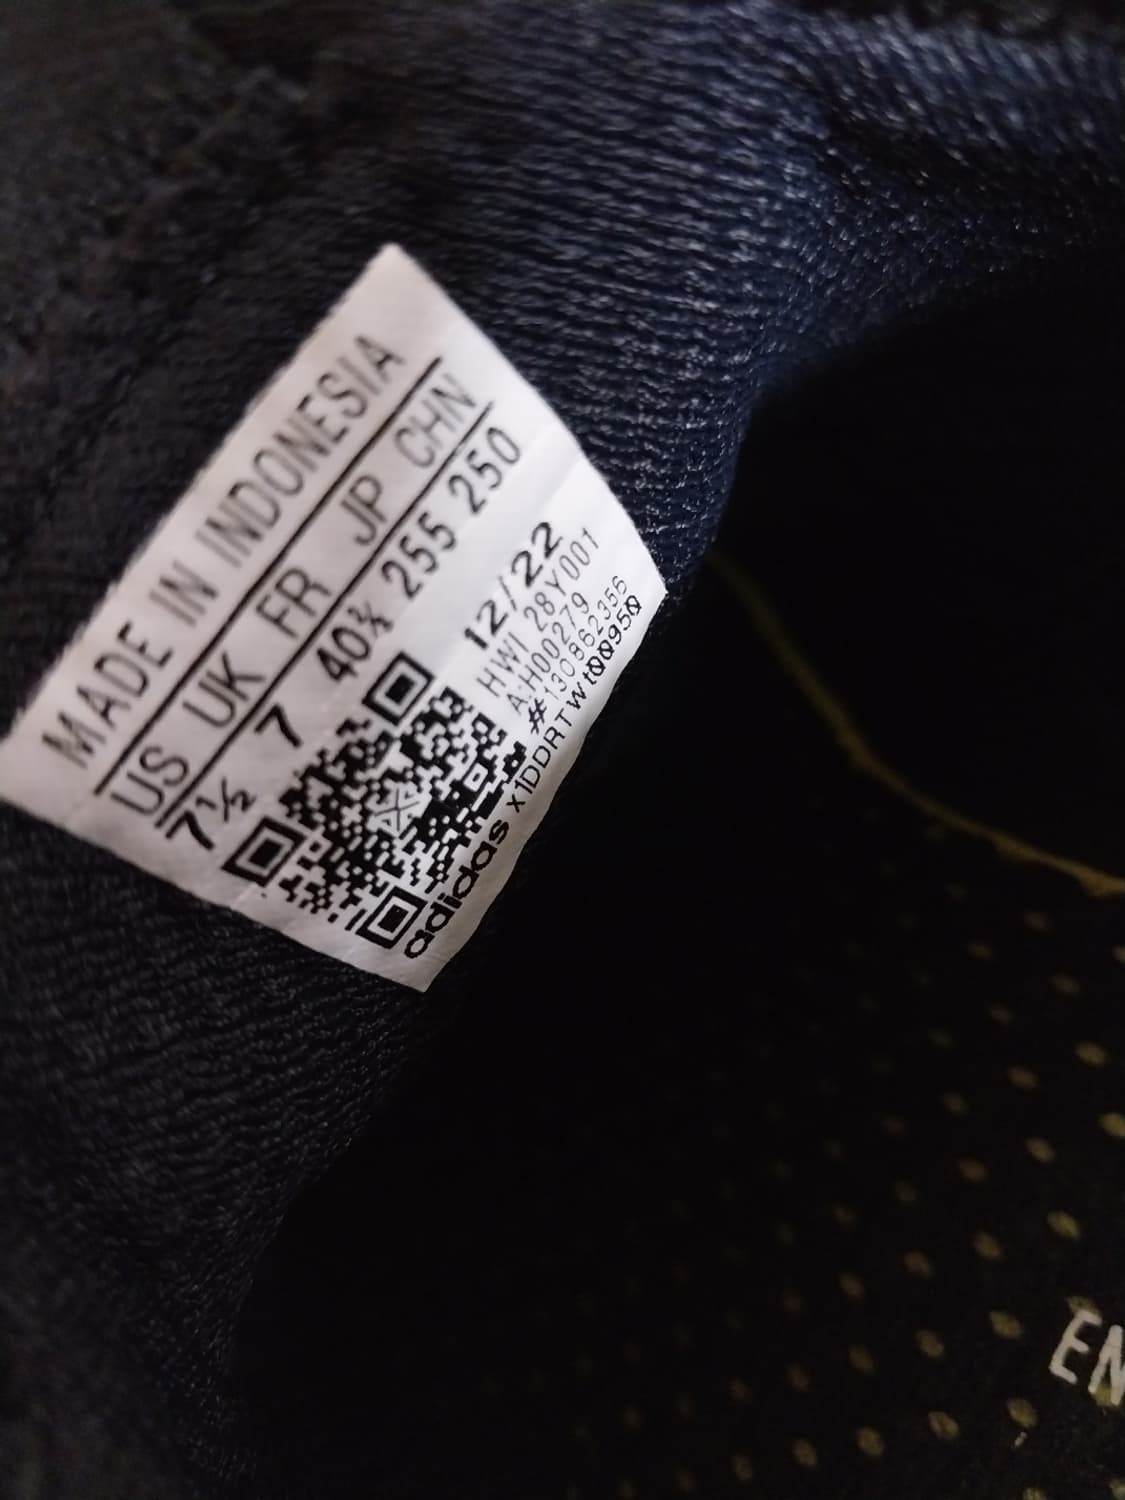 MADE IN INDONESIA
US UK FR JP CHN
7½ 7 40⅔ 255 250
12/22
HWI 28Y001
A:H00279
#130862356
adidas x1DDRTWt00950
EN